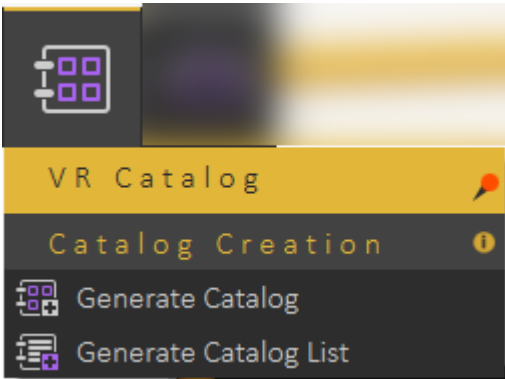 VR Catalog
Catalog Creation
Generate Catalog
Generate Catalog List